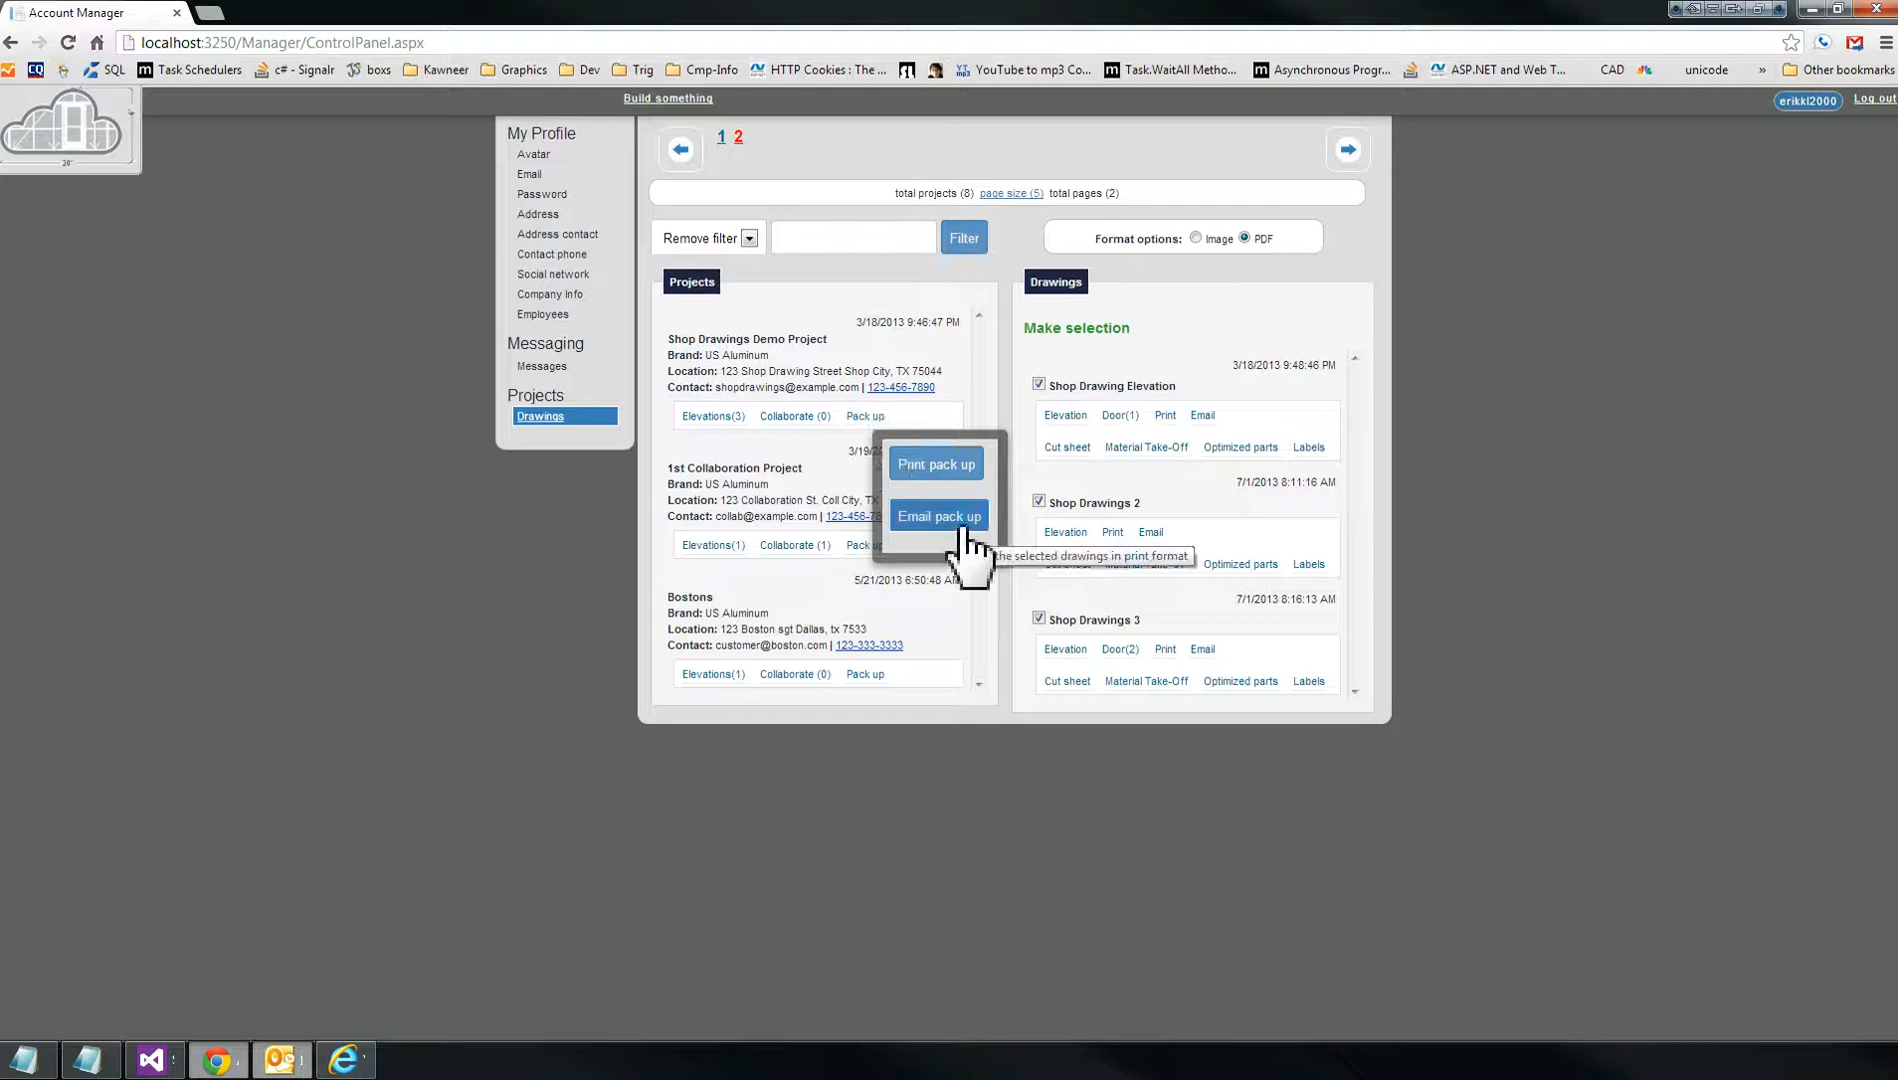 Account Manager
localhost:3250/Manager/ControlPanel.aspx
CQ SQL Task Schedulers c# - Signalr boxs Kawneer Graphics Dev Trig Cmp-Info HTTP Cookies : The ... YouTube to mp3 Co... Task.WaitAll Metho... Asynchronous Progr... ASP.NET and Web T... CAD unicode » Other bookmarks
Build something
erikkl2000
Log out
20"
My Profile
Avatar
Email
Password
Address
Address contact
Contact phone
Social network
Company Info
Employees
Messaging
Messages
Projects
Drawings
1 2
total projects (8) page size (5) total pages (2)
Remove filter
Filter
Format options: Image PDF
Projects
3/18/2013 9:46:47 PM
Shop Drawings Demo Project
Brand: US Aluminum
Location: 123 Shop Drawing Street Shop City, TX 75044
Contact: shopdrawings@example.com | 123-456-7890
Elevations(3) Collaborate (0) Pack up
3/19/2
1st Collaboration Project
Brand: US Aluminum
Location: 123 Collaboration St. Coll City, TX
Contact: collab@example.com | 123-456-78
Elevations(1) Collaborate (1) Pack up
5/21/2013 6:50:48 AM
Bostons
Brand: US Aluminum
Location: 123 Boston sgt Dallas, tx 7533
Contact: customer@boston.com | 123-333-3333
Elevations(1) Collaborate (0) Pack up
Print pack up
Email pack up
the selected drawings in print format
Drawings
Make selection
3/18/2013 9:48:46 PM
Shop Drawing Elevation
Elevation Door(1) Print Email
Cut sheet Material Take-Off Optimized parts Labels
7/1/2013 8:11:16 AM
Shop Drawings 2
Elevation Print Email
Optimized parts Labels
7/1/2013 8:16:13 AM
Shop Drawings 3
Elevation Door(2) Print Email
Cut sheet Material Take-Off Optimized parts Labels